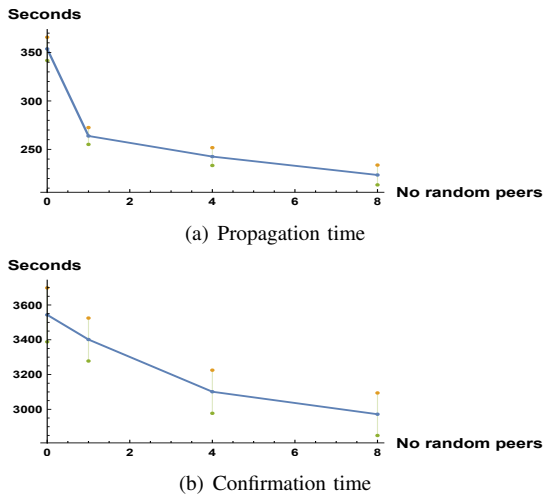 Seconds
350
300
250
0 2 4 6 8
No random peers
(a) Propagation time
Seconds
3600
3400
3200
3000
0 2 4 6 8
No random peers
(b) Confirmation time